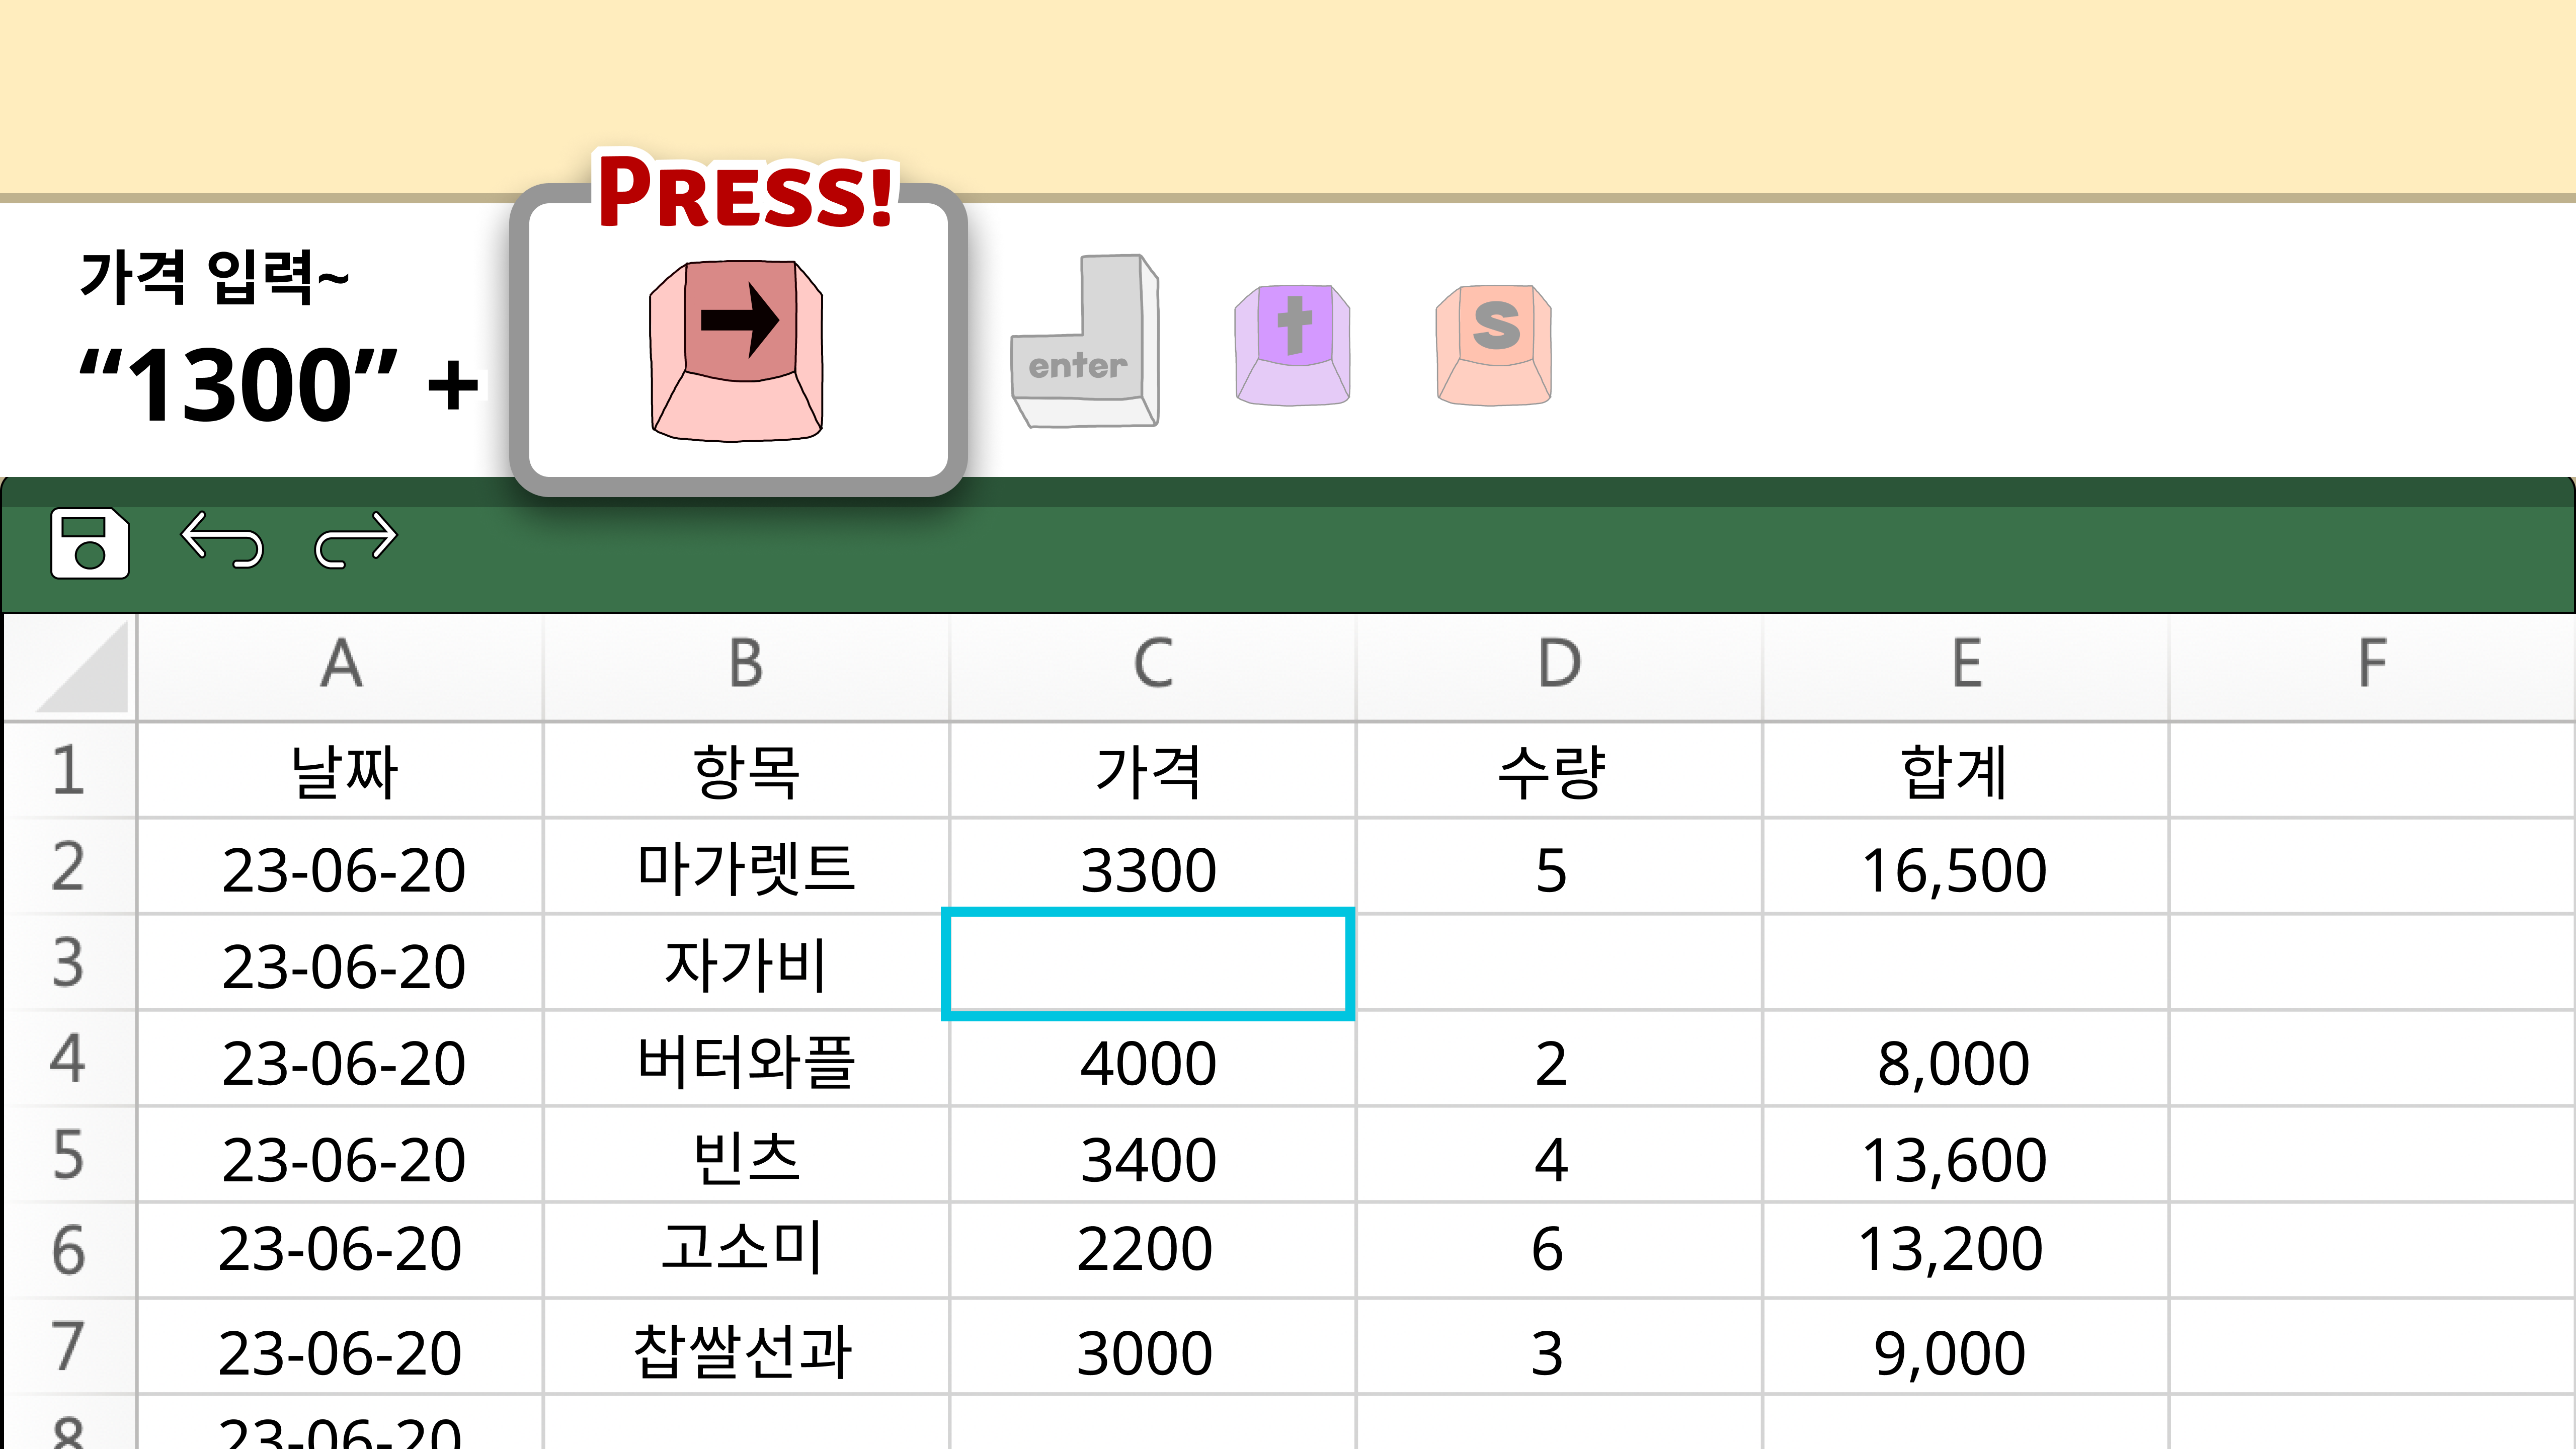 PRESS!
가격 입력~
“1300” +
→
enter
t
s
A B C D E F
1 날짜 항목 가격 수량 합계
2 23-06-20 마가렛트 3300 5 16,500
3 23-06-20 자가비
4 23-06-20 버터와플 4000 2 8,000
5 23-06-20 빈츠 3400 4 13,600
6 23-06-20 고소미 2200 6 13,200
7 23-06-20 찹쌀선과 3000 3 9,000
8 23-06-20